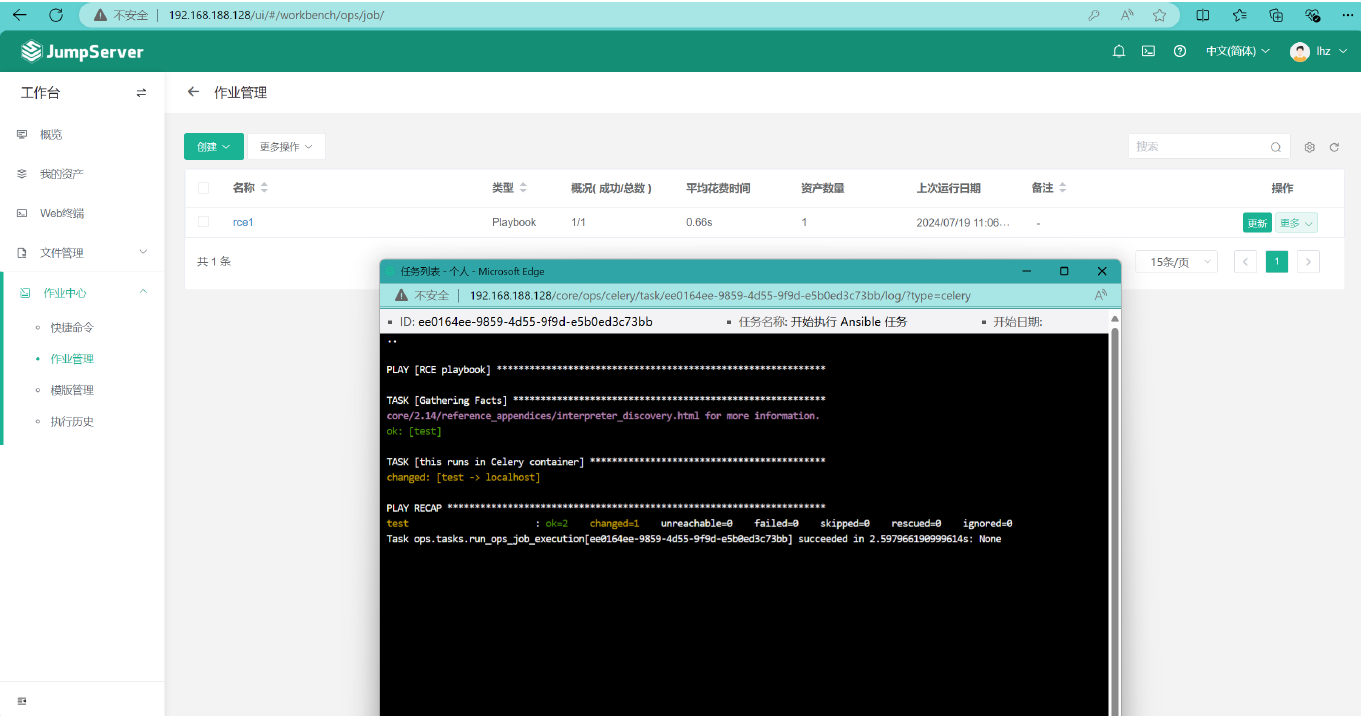 不安全 192.168.188.128/ui/#/workbench/ops/job/
JumpServer
中文(简体) lhz
工作台
作业管理
概览
我的资产
Web终端
文件管理
作业中心
快捷命令
作业管理
模版管理
执行历史
创建 更多操作 搜索
名称 类型 概况( 成功/总数 ) 平均花费时间 资产数量 上次运行日期 备注 操作
rce1 Playbook 1/1 0.66s 1 2024/07/19 11:06... - 更新 更多
共 1 条 15条/页 1
任务列表 - 个人 - Microsoft Edge
不安全 192.168.188.128/core/ops/celery/task/ee0164ee-9859-4d55-9f9d-e5b0ed3c73bb/log/?type=celery
ID: ee0164ee-9859-4d55-9f9d-e5b0ed3c73bb 任务名称: 开始执行 Ansible 任务 开始日期:
..
PLAY [RCE playbook] ************************************************************
TASK [Gathering Facts] *********************************************************
core/2.14/reference_appendices/interpreter_discovery.html for more information.
ok: [test]
TASK [this runs in Celery container] *******************************************
changed: [test -> localhost]
PLAY RECAP *********************************************************************
test : ok=2 changed=1 unreachable=0 failed=0 skipped=0 rescued=0 ignored=0
Task ops.tasks.run_ops_job_execution[ee0164ee-9859-4d55-9f9d-e5b0ed3c73bb] succeeded in 2.597966190999614s: None